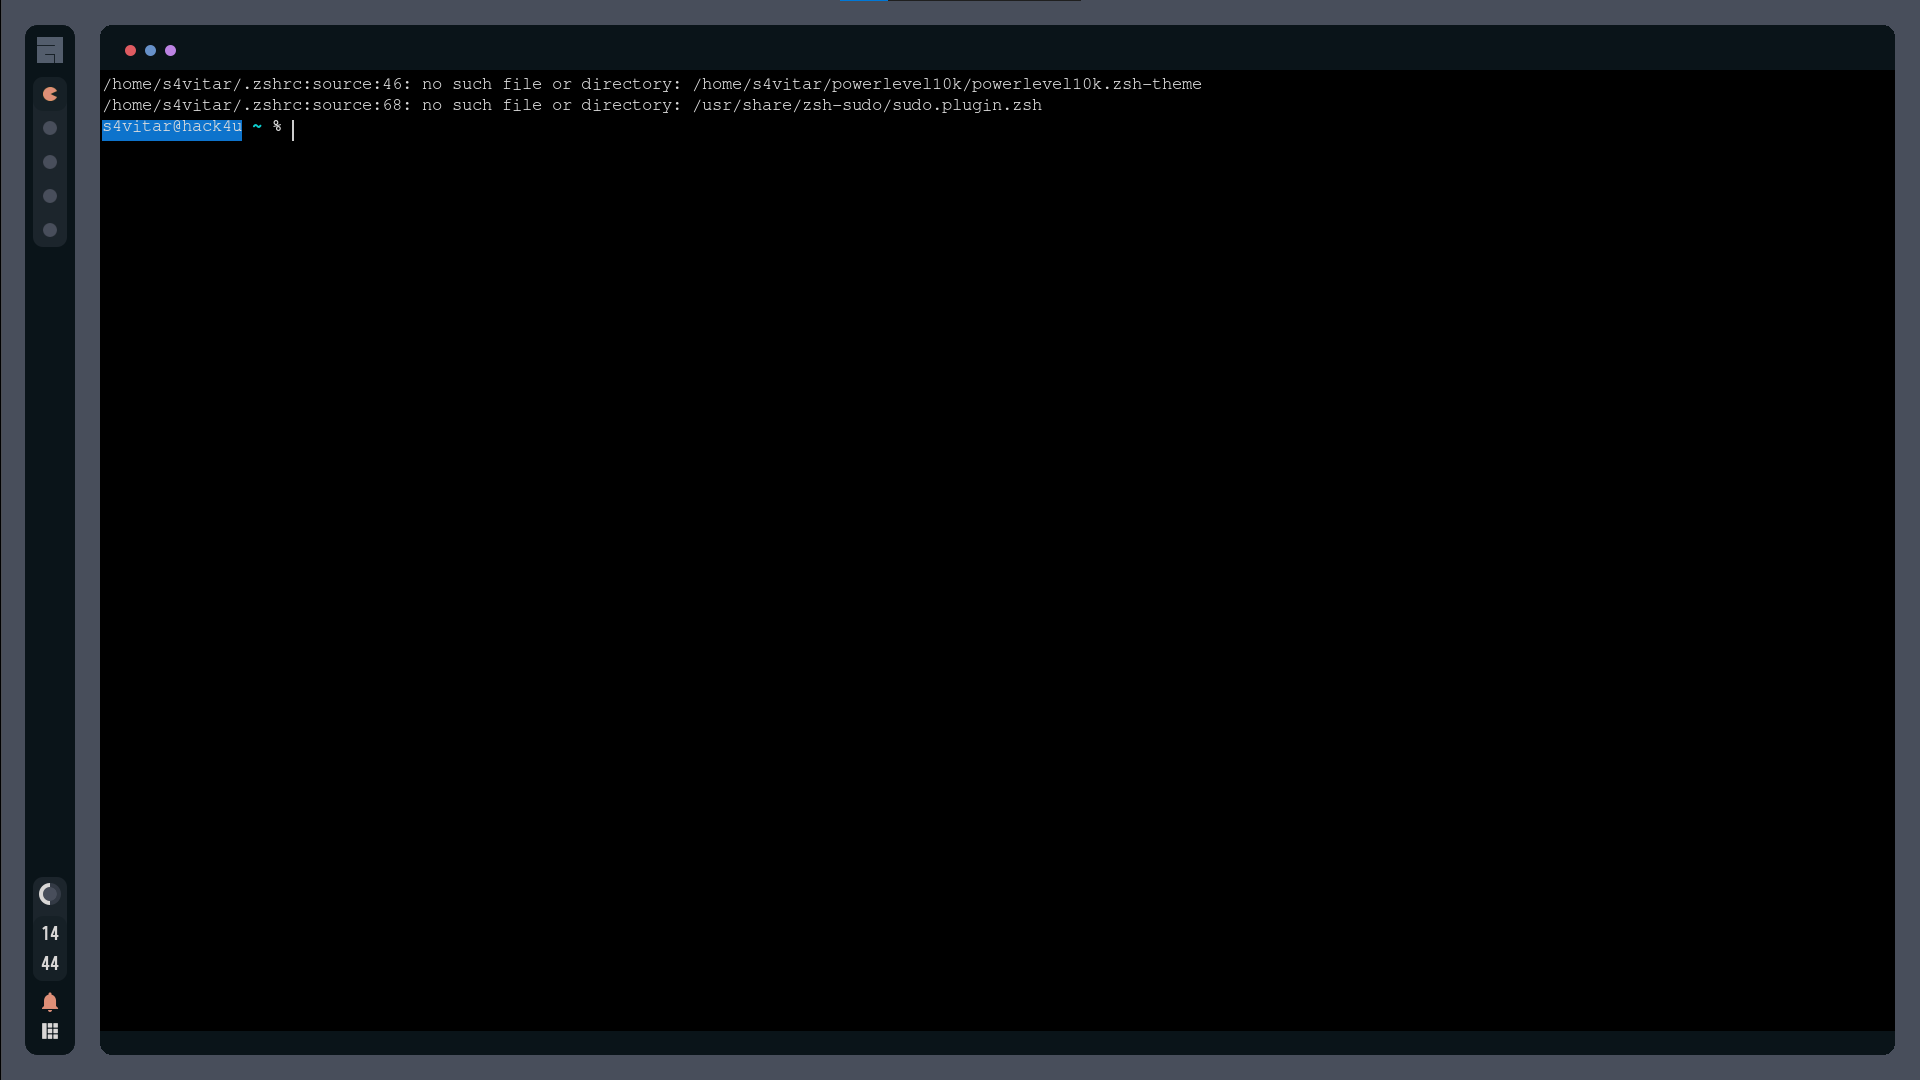 /home/s4vitar/.zshrc:source:46: no such file or directory: /home/s4vitar/powerlevel10k/powerlevel10k.zsh-theme
/home/s4vitar/.zshrc:source:68: no such file or directory: /usr/share/zsh-sudo/sudo.plugin.zsh
s4vitar@hack4u ~ %
14
44